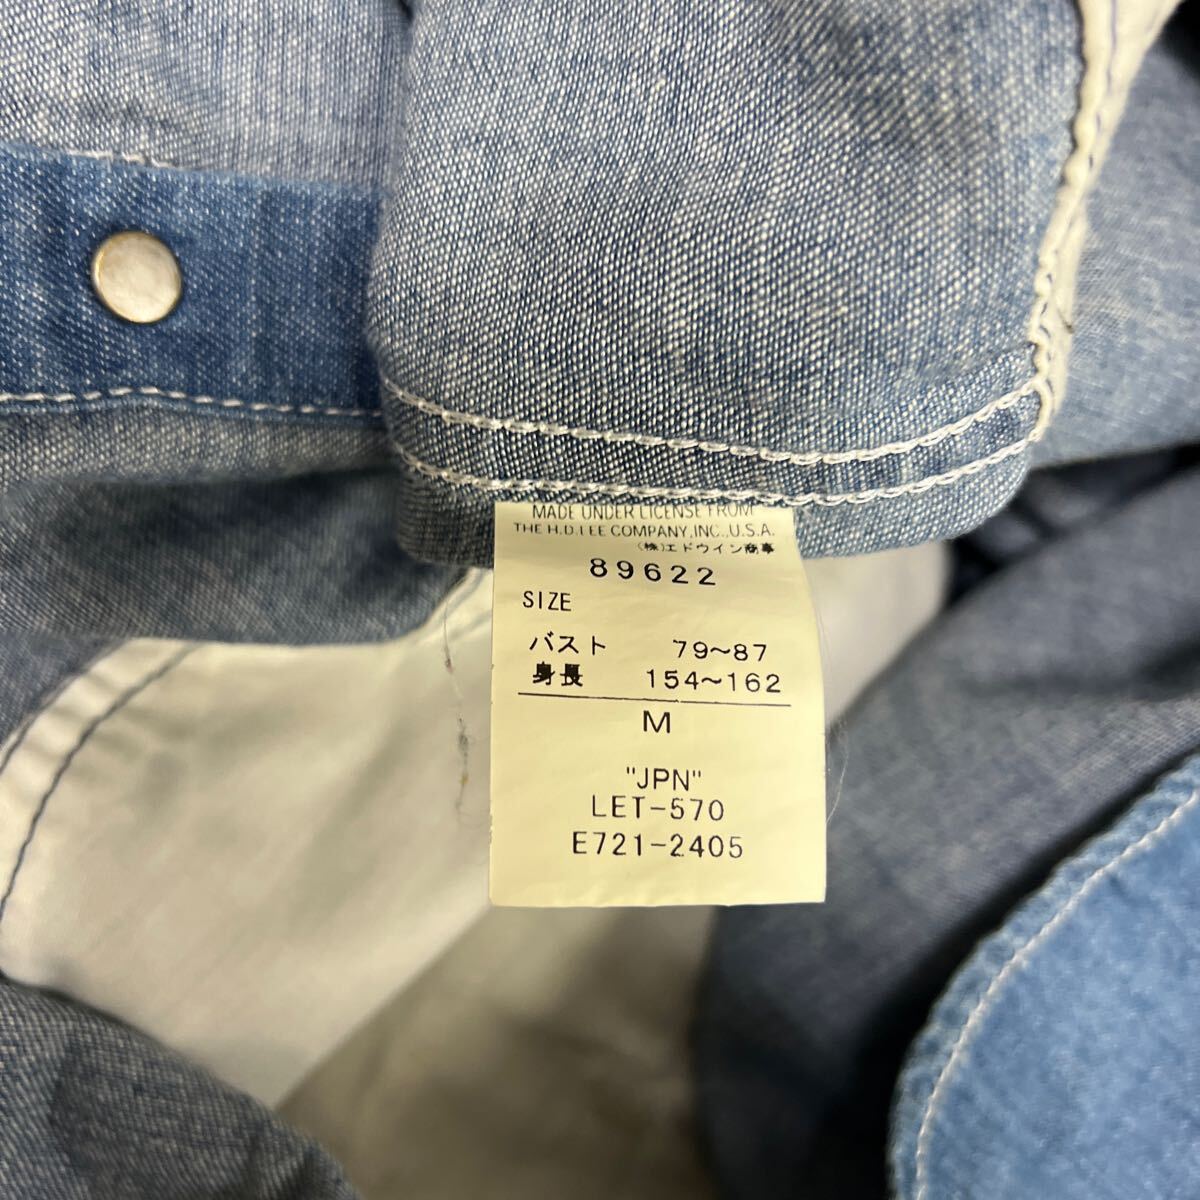 MADE UNDER LICENSE FROM
THE H.D.LEE COMPANY,INC.,U.S.A.
(株)エドウイン商事
89622
SIZE
バスト 79〜87
身長 154〜162
M
"JPN"
LET-570
E721-2405